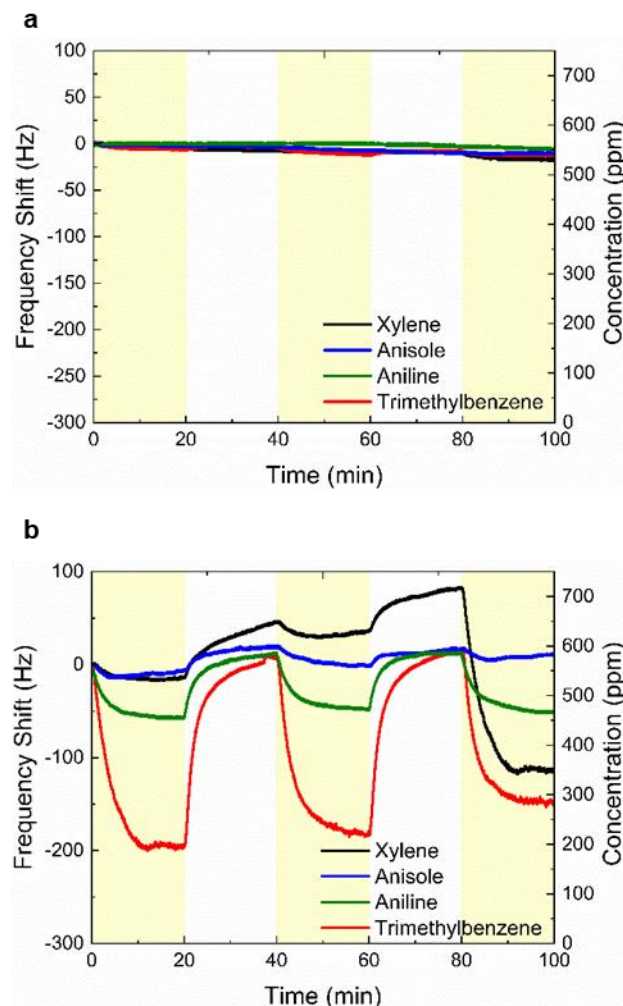 a
100
50
0
-50
-100
-150
-200
-250
-300
Frequency Shift (Hz)
700
600
500
400
300
200
100
0
Concentration (ppm)
Xylene
Anisole
Aniline
Trimethylbenzene
0 20 40 60 80 100
Time (min)
b
100
0
-100
-200
-300
Frequency Shift (Hz)
700
600
500
400
300
200
100
0
Concentration (ppm)
Xylene
Anisole
Aniline
Trimethylbenzene
0 20 40 60 80 100
Time (min)